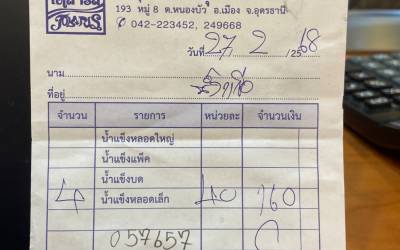 193 หมู่ 8 ต.หนองบัว อ.เมือง จ.อุดรธานี
✆ 042-223452, 249668
วันที่ 27/2/2568
นาม
ที่อยู่
จำนวน รายการ หน่วยละ จำนวนเงิน
น้ำแข็งหลอดใหญ่
น้ำแข็งแพ็ค
น้ำแข็งบด
4 น้ำแข็งหลอดเล็ก 40 160
057657